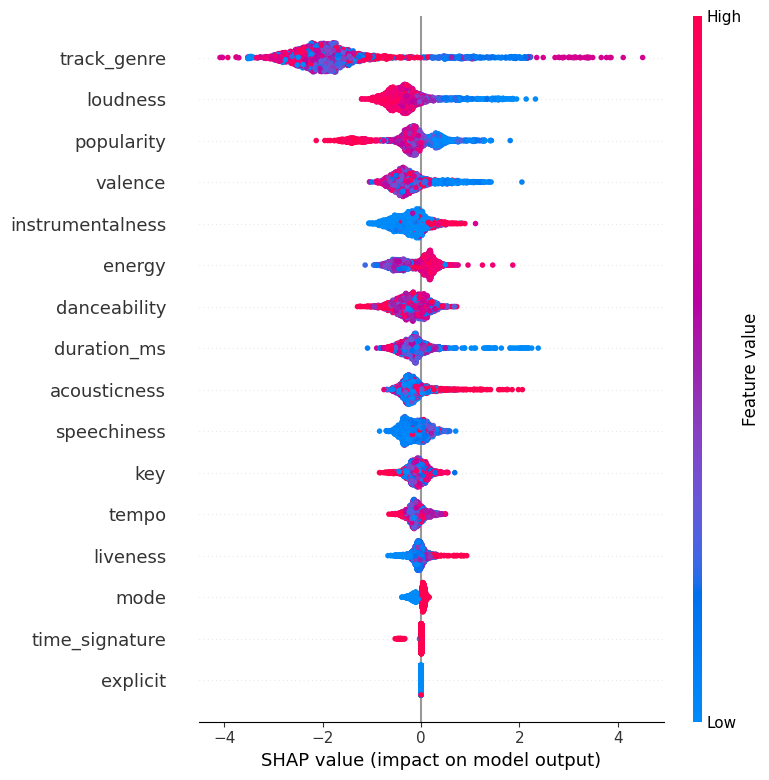 High
track_genre
loudness
popularity
valence
instrumentalness
energy
danceability
duration_ms
acousticness
speechiness
key
tempo
liveness
mode
time_signature
explicit
Feature value
Low
−4 −2 0 2 4
SHAP value (impact on model output)